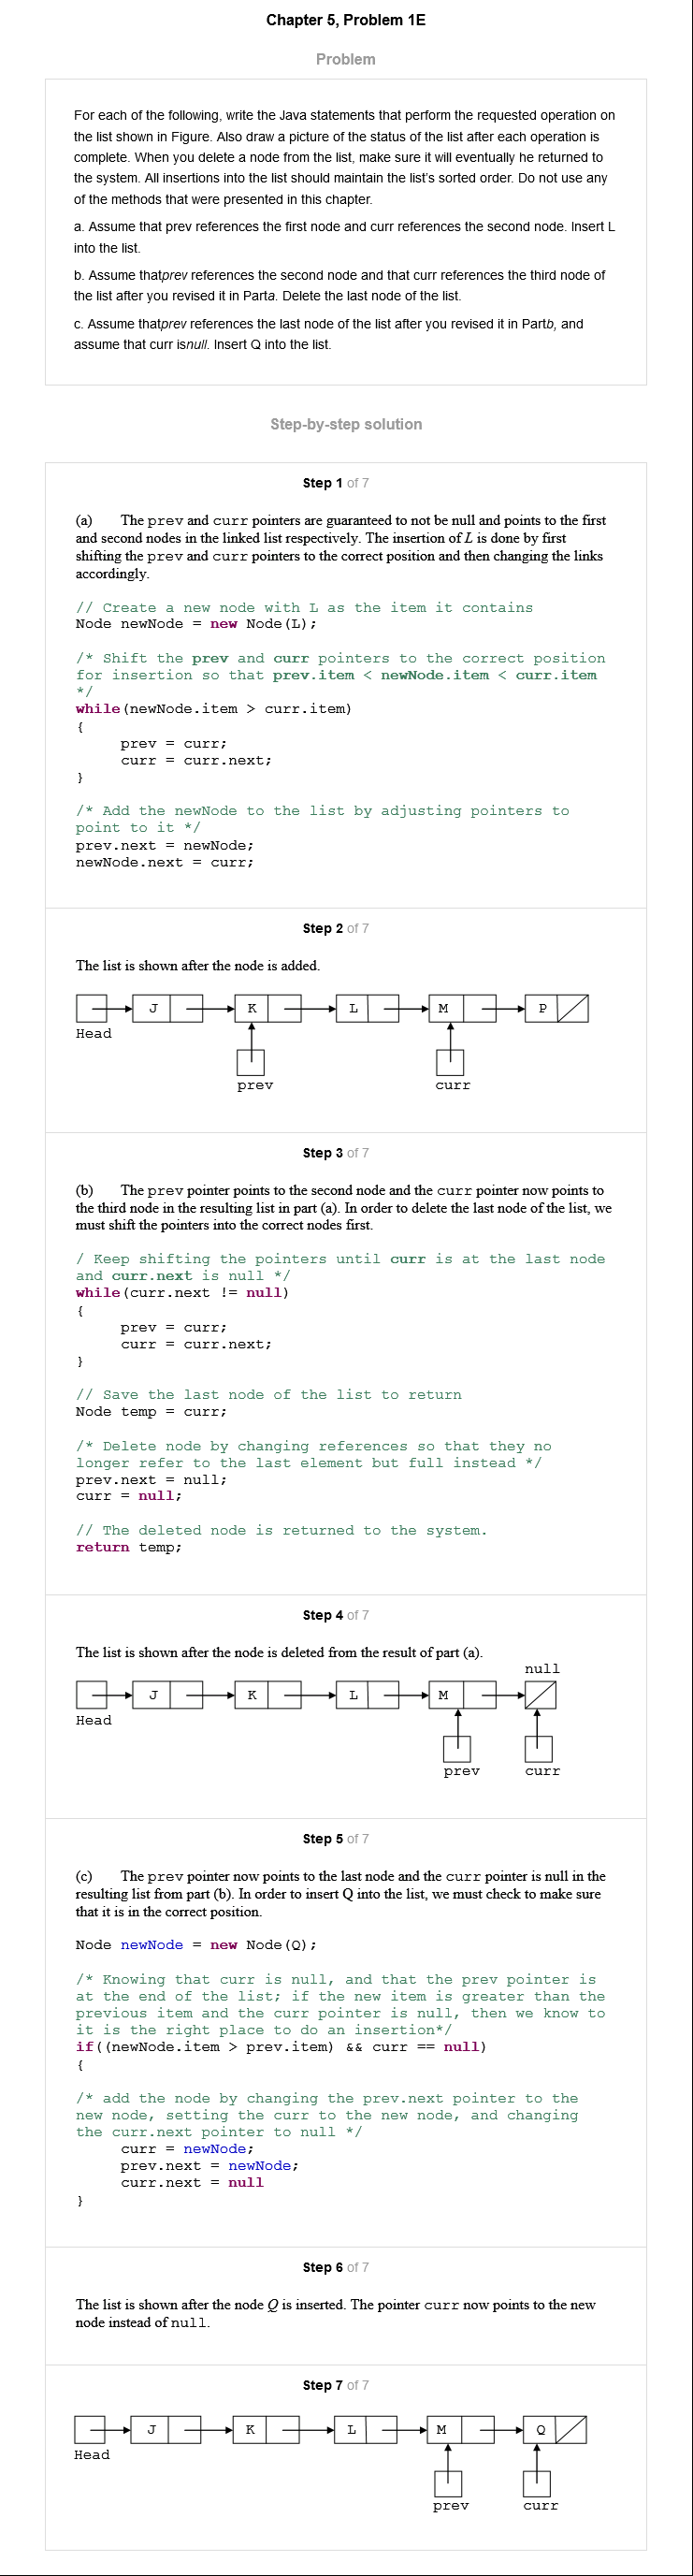 Chapter 5, Problem 1E
Problem
For each of the following, write the Java statements that perform the requested operation on
the list shown in Figure. Also draw a picture of the status of the list after each operation is
complete. When you delete a node from the list, make sure it will eventually he returned to
the system. All insertions into the list should maintain the list's sorted order. Do not use any
of the methods that were presented in this chapter.
a. Assume that prev references the first node and curr references the second node. Insert L
into the list.
b. Assume thatprev references the second node and that curr references the third node of
the list after you revised it in Parta. Delete the last node of the list.
c. Assume thatprev references the last node of the list after you revised it in Partb, and
assume that curr isnull. Insert Q into the list.
Step-by-step solution
Step 1 of 7
(a) The prev and curr pointers are guaranteed to not be null and points to the first
and second nodes in the linked list respectively. The insertion of L is done by first
shifting the prev and curr pointers to the correct position and then changing the links
accordingly.
// Create a new node with L as the item it contains
Node newNode = new Node(L);
/* Shift the prev and curr pointers to the correct position
for insertion so that prev.item < newNode.item < curr.item
*/
while(newNode.item > curr.item)
{
prev = curr;
curr = curr.next;
}
/* Add the newNode to the list by adjusting pointers to
point to it */
prev.next = newNode;
newNode.next = curr;
Step 2 of 7
The list is shown after the node is added.
J K L M P
Head
prev curr
Step 3 of 7
(b) The prev pointer points to the second node and the curr pointer now points to
the third node in the resulting list in part (a). In order to delete the last node of the list, we
must shift the pointers into the correct nodes first.
/ Keep shifting the pointers until curr is at the last node
and curr.next is null */
while(curr.next != null)
{
prev = curr;
curr = curr.next;
}
// Save the last node of the list to return
Node temp = curr;
/* Delete node by changing references so that they no
longer refer to the last element but full instead */
prev.next = null;
curr = null;
// The deleted node is returned to the system.
return temp;
Step 4 of 7
The list is shown after the node is deleted from the result of part (a).
null
J K L M
Head
prev curr
Step 5 of 7
(c) The prev pointer now points to the last node and the curr pointer is null in the
resulting list from part (b). In order to insert Q into the list, we must check to make sure
that it is in the correct position.
Node newNode = new Node(Q);
/* Knowing that curr is null, and that the prev pointer is
at the end of the list; if the new item is greater than the
previous item and the curr pointer is null, then we know to
it is the right place to do an insertion*/
if((newNode.item > prev.item) && curr == null)
{
/* add the node by changing the prev.next pointer to the
new node, setting the curr to the new node, and changing
the curr.next pointer to null */
curr = newNode;
prev.next = newNode;
curr.next = null
}
Step 6 of 7
The list is shown after the node Q is inserted. The pointer curr now points to the new
node instead of null.
Step 7 of 7
J K L M Q
Head
prev curr